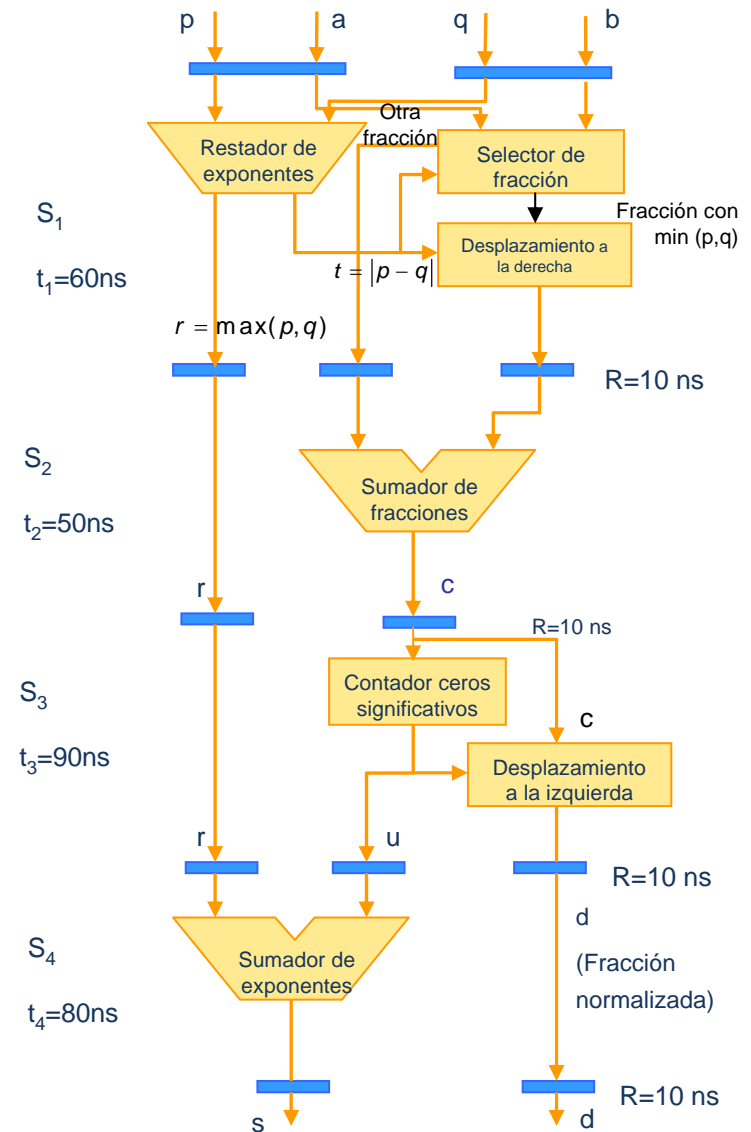 p
a
q
b
Otra
fracción
Restador de
exponentes
Selector de
fracción
S1
Fracción con
min (p,q)
Desplazamiento a
la derecha
t1=60ns
t = |p − q|
r = max(p, q)
R=10 ns
S2
Sumador de
fracciones
t2=50ns
r
c
R=10 ns
S3
Contador ceros
significativos
c
t3=90ns
Desplazamiento
a la izquierda
r
u
R=10 ns
d
S4
Sumador de
exponentes
(Fracción
normalizada)
t4=80ns
R=10 ns
s
d